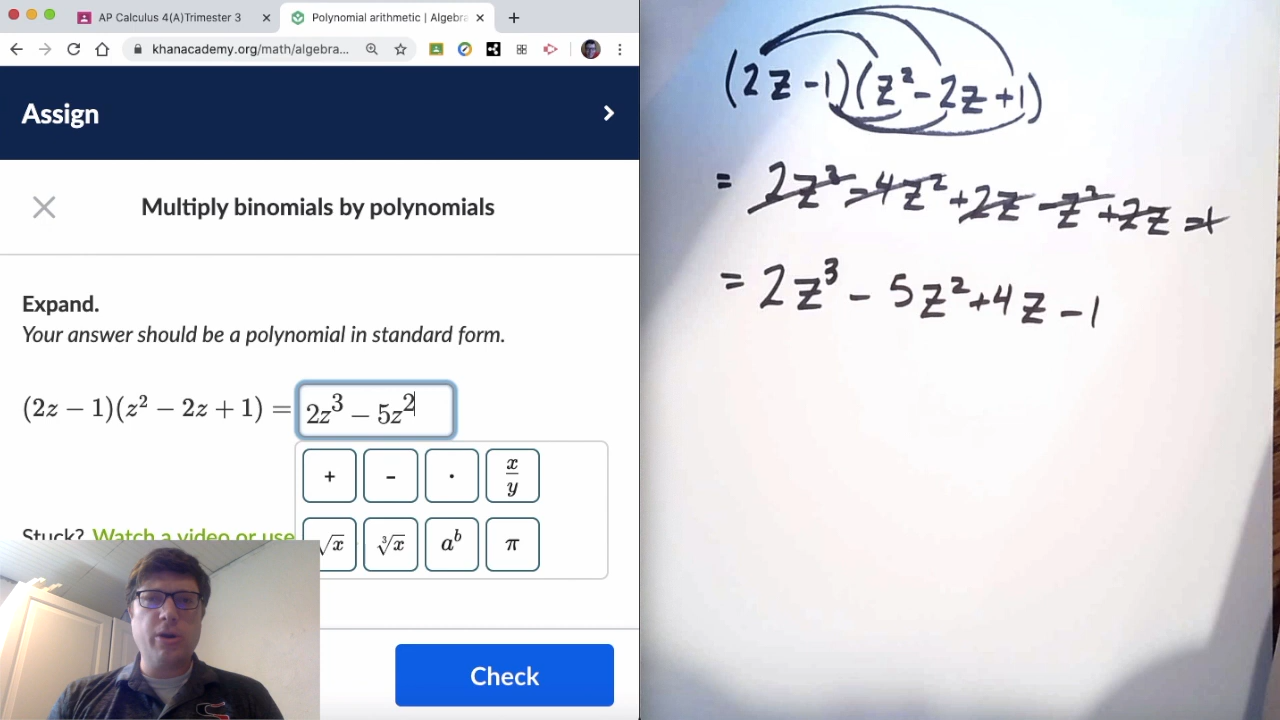 AP Calculus 4(A)Trimester 3
Polynomial arithmetic | Algebra
khanacademy.org/math/algebra...
Assign
Multiply binomials by polynomials
Expand.
Your answer should be a polynomial in standard form.
(2z − 1)(z² − 2z + 1) = 2z³ − 5z²
+ - · x/y
√x ∛x aᵇ π
Stuck? Watch a video or use
Check
(2z-1)(z²-2z+1)
= 2z³-4z²+2z-z²+2z-1
= 2z³-5z²+4z-1